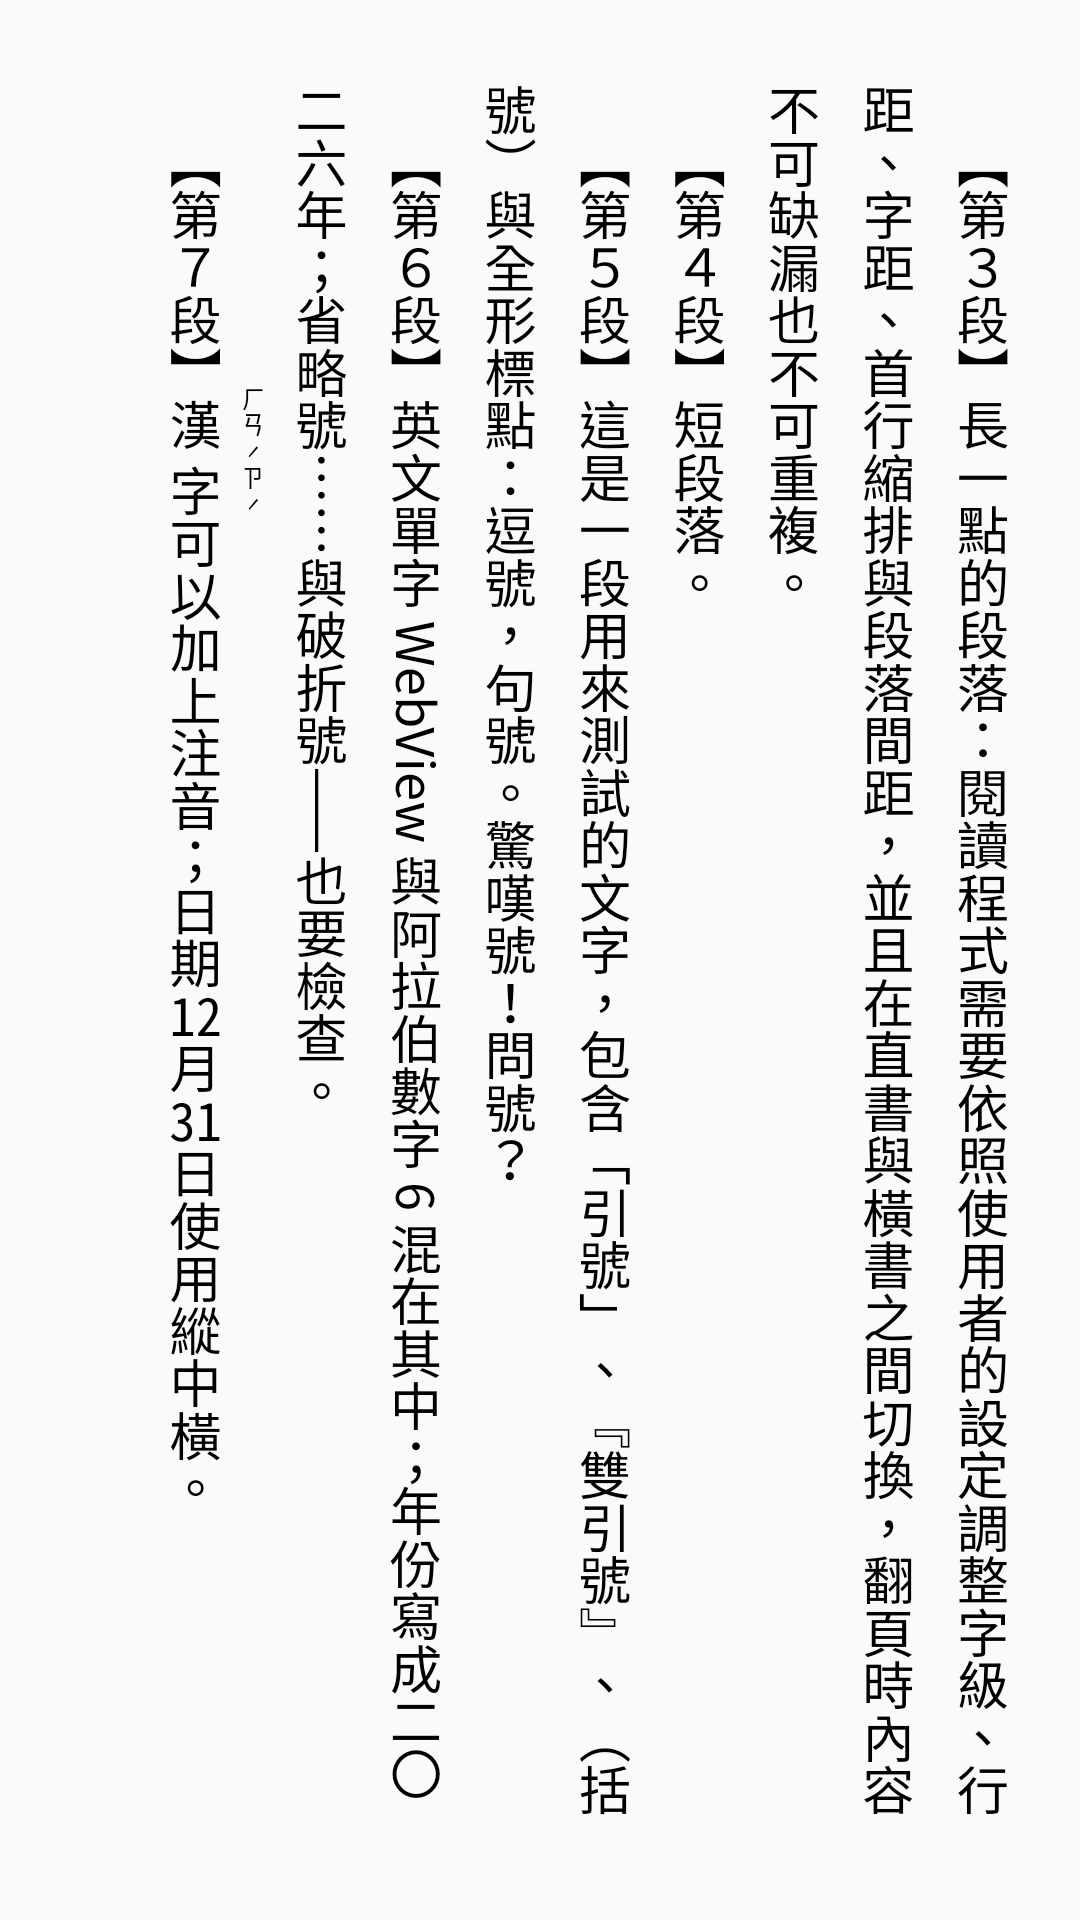 【第３段】長一點的段落：閱讀程式需要依照使用者的設定調整字級、行
距、字距、首行縮排與段落間距，並且在直書與橫書之間切換，翻頁時內容
不可缺漏也不可重複。
【第４段】短段落。
【第５段】這是一段用來測試的文字，包含「引號」、『雙引號』、（括
號）與全形標點：逗號，句號。驚嘆號！問號？
【第６段】英文單字 WebView 與阿拉伯數字 6 混在其中；年份寫成二〇
二六年；省略號……與破折號——也要檢查。
ㄏㄢˊㄗˊ
【第７段】漢字可以加上注音；日期12月31日使用縱中橫。